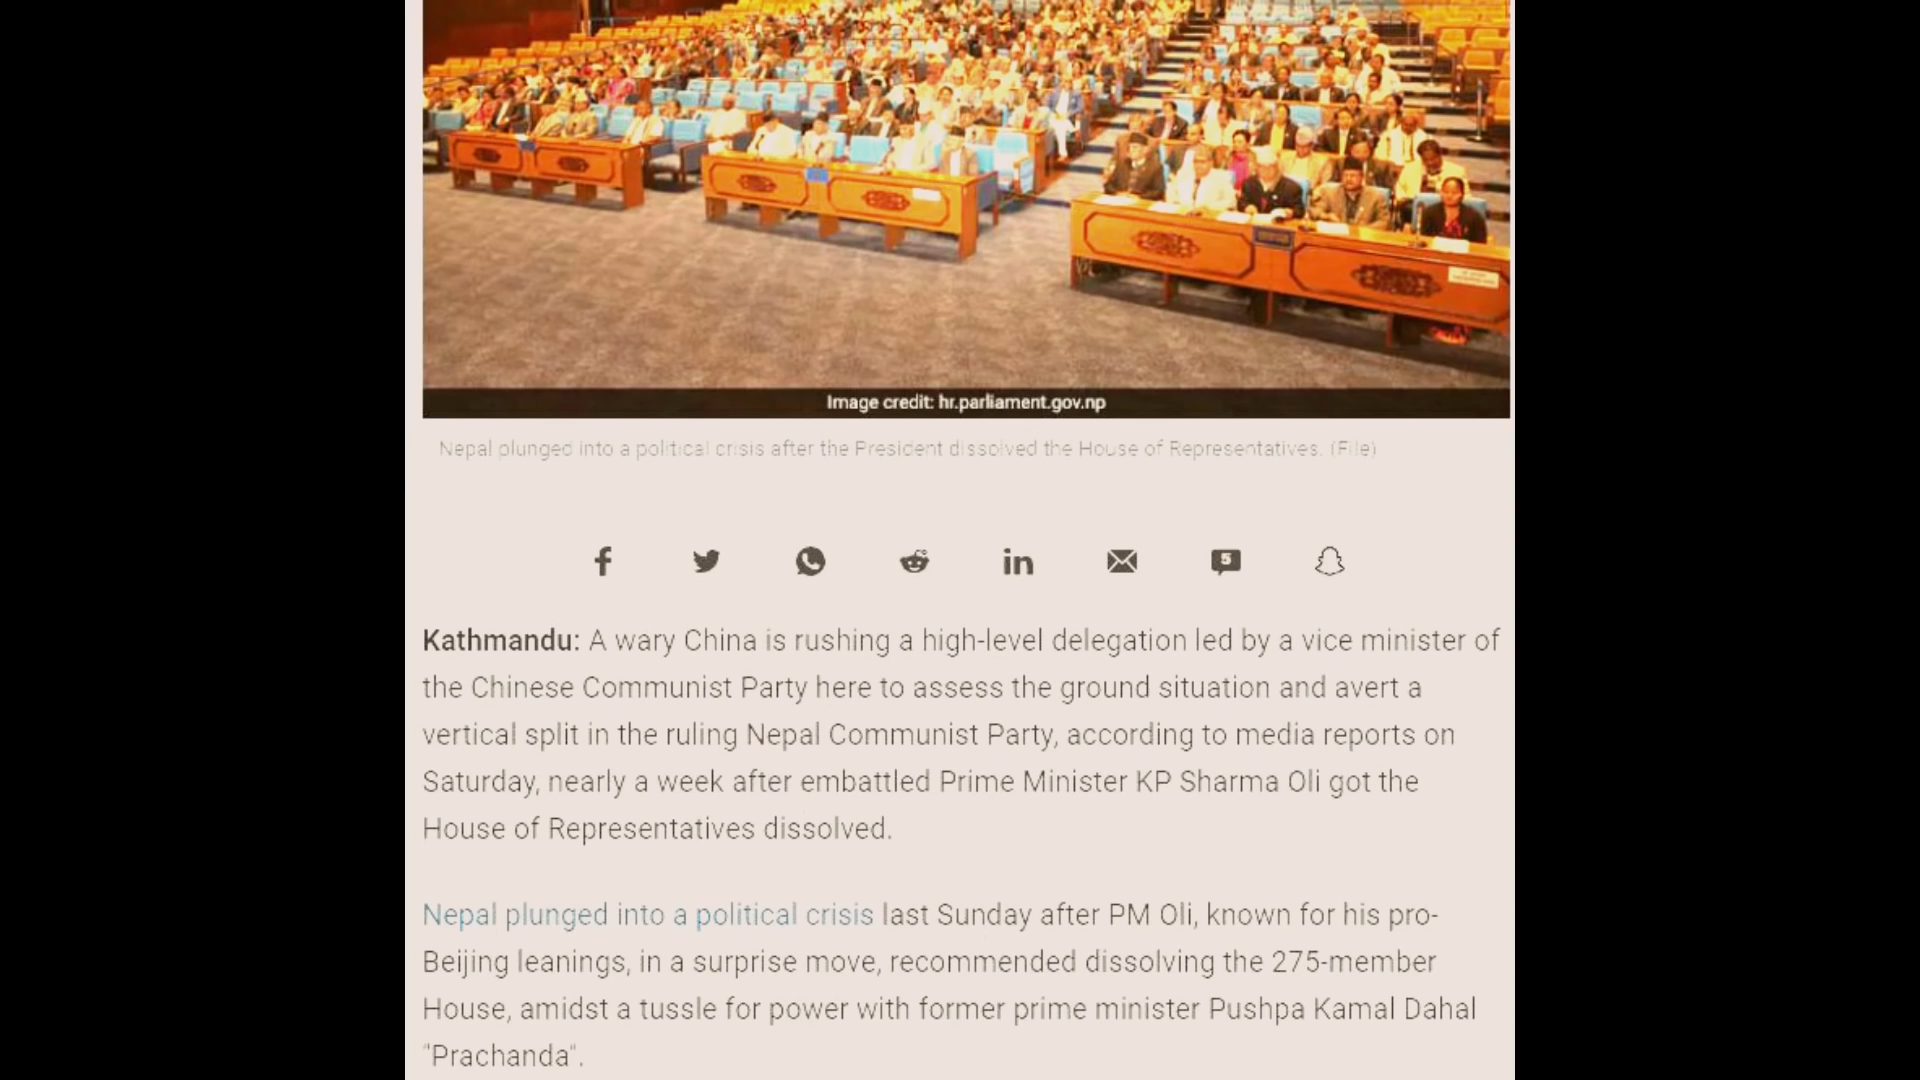 Image credit: hr.parliament.gov.np
Nepal plunged into a political crisis after the President dissolved the House of Representatives. (File)
5
Kathmandu: A wary China is rushing a high-level delegation led by a vice minister of
the Chinese Communist Party here to assess the ground situation and avert a
vertical split in the ruling Nepal Communist Party, according to media reports on
Saturday, nearly a week after embattled Prime Minister KP Sharma Oli got the
House of Representatives dissolved.
Nepal plunged into a political crisis last Sunday after PM Oli, known for his pro-
Beijing leanings, in a surprise move, recommended dissolving the 275-member
House, amidst a tussle for power with former prime minister Pushpa Kamal Dahal
"Prachanda".